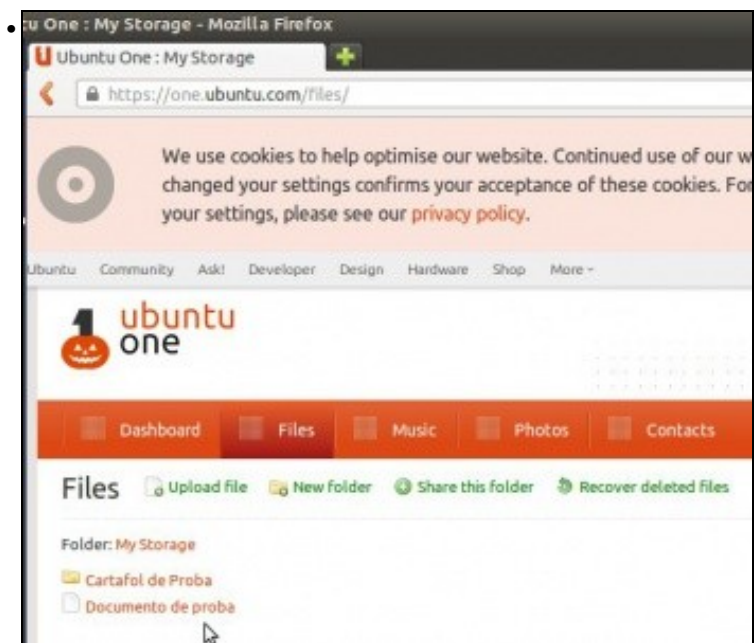 u One : My Storage - Mozilla Firefox
Ubuntu One : My Storage
https://one.ubuntu.com/files/
We use cookies to help optimise our website. Continued use of our w
changed your settings confirms your acceptance of these cookies. For
your settings, please see our privacy policy.
Ubuntu Community Ask! Developer Design Hardware Shop More
ubuntu
one
Dashboard Files Music Photos Contacts
Files Upload file New folder Share this folder Recover deleted files
Folder: My Storage
Cartafol de Proba
Documento de proba